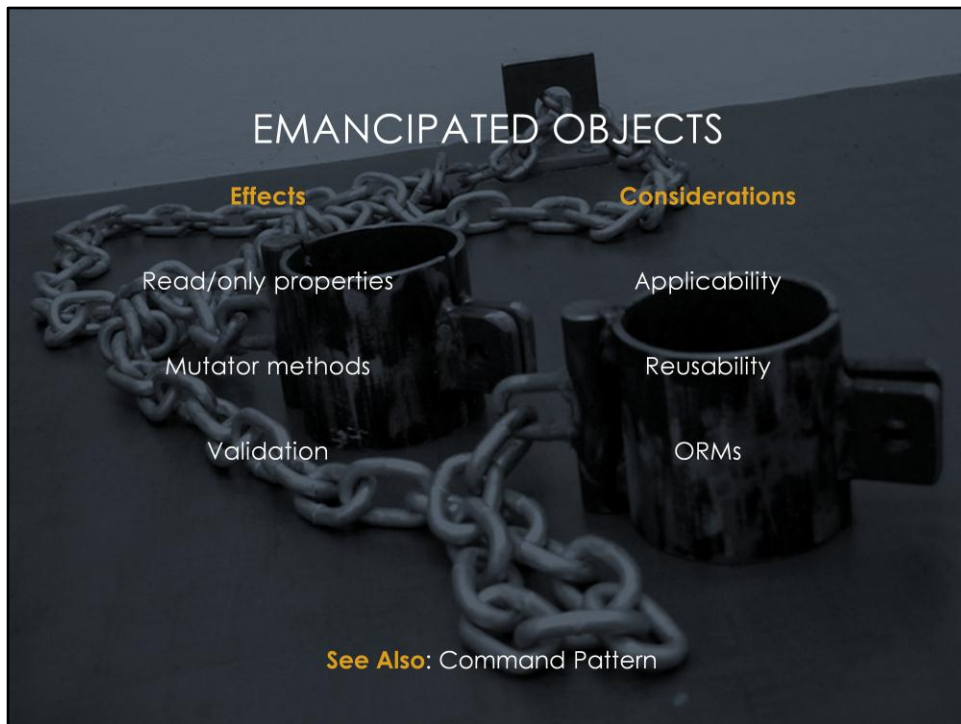 EMANCIPATED OBJECTS
Effects
Read/only properties
Mutator methods
Validation
Considerations
Applicability
Reusability
ORMs
See Also: Command Pattern